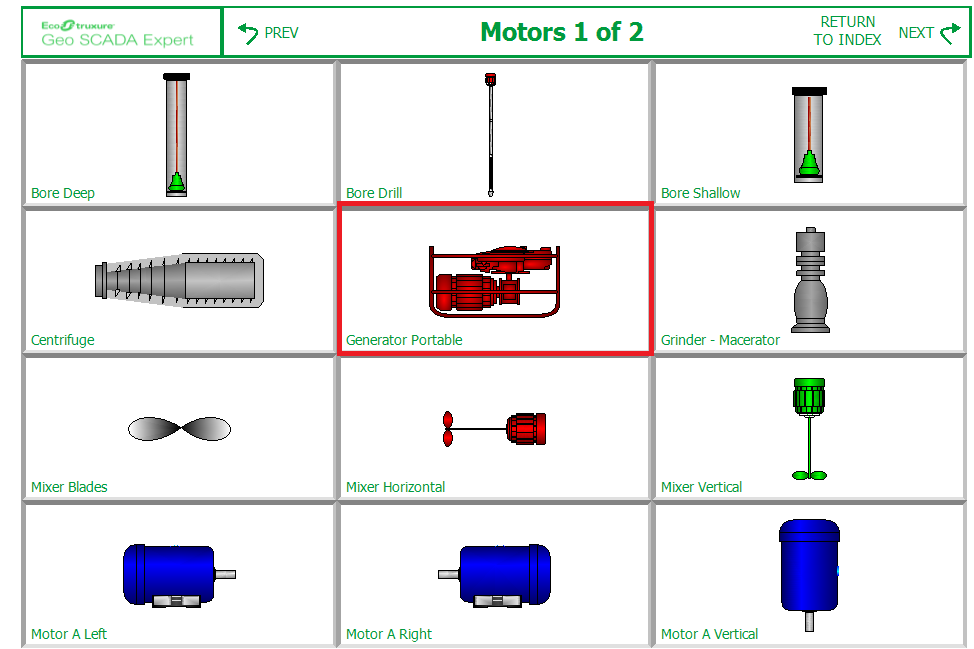 EcoStruxure
Geo SCADA Expert
PREV
Motors 1 of 2
RETURN
TO INDEX
NEXT
Bore Deep
Bore Drill
Bore Shallow
Centrifuge
Generator Portable
Grinder - Macerator
Mixer Blades
Mixer Horizontal
Mixer Vertical
Motor A Left
Motor A Right
Motor A Vertical